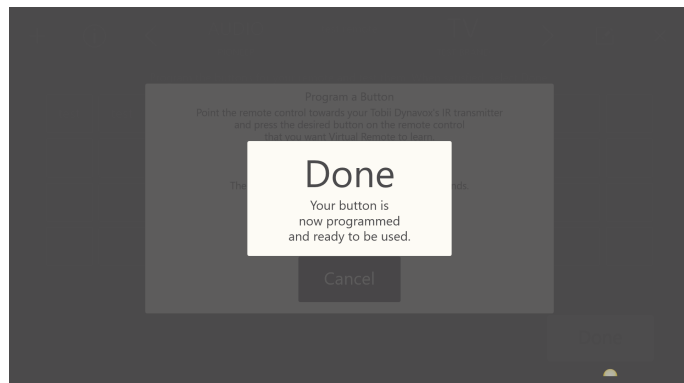 Program a Button
Point the remote control towards your Tobii Dynavox's IR transmitter
and press the desired button on the remote control
that you want Virtual Remote to learn.
The
nds.
Done
Your button is
now programmed
and ready to be used.
Cancel